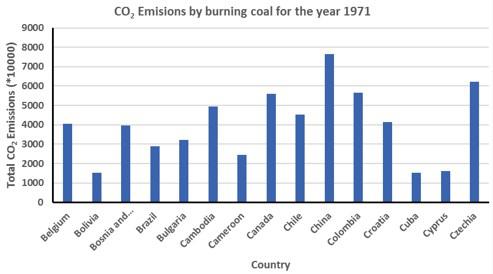 CO₂ Emisions by burning coal for the year 1971
Total CO₂ Emissions (*10000)
9000
8000
7000
6000
5000
4000
3000
2000
1000
0
Belgium
Bolivia
Bosnia and...
Brazil
Bulgaria
Cambodia
Cameroon
Canada
Chile
China
Colombia
Croatia
Cuba
Cyprus
Czechia
Country